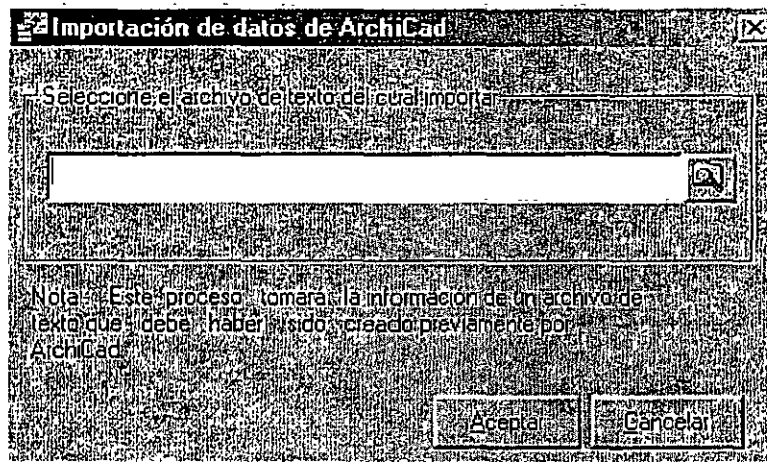 Importación de datos de ArchiCad
Seleccione el archivo de texto del cual importar
Nota: Este proceso tomará la información de un archivo de
texto que debe haber sido creado previamente por
ArchiCad.
Aceptar
Cancelar